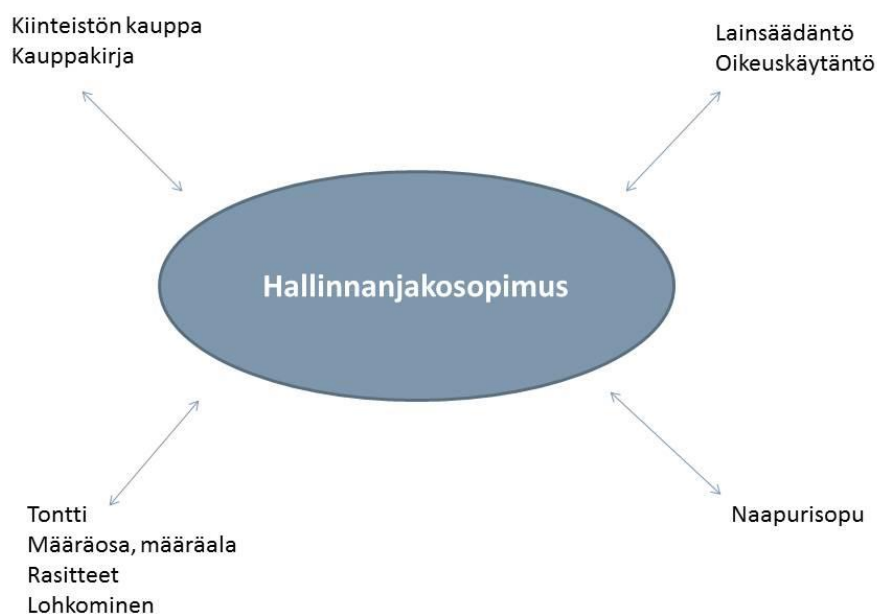 Kiinteistön kauppa
Kauppakirja
Lainsäädäntö
Oikeuskäytäntö
Hallinnanjakosopimus
Tontti
Määräosa, määräala
Rasitteet
Lohkominen
Naapurisopu